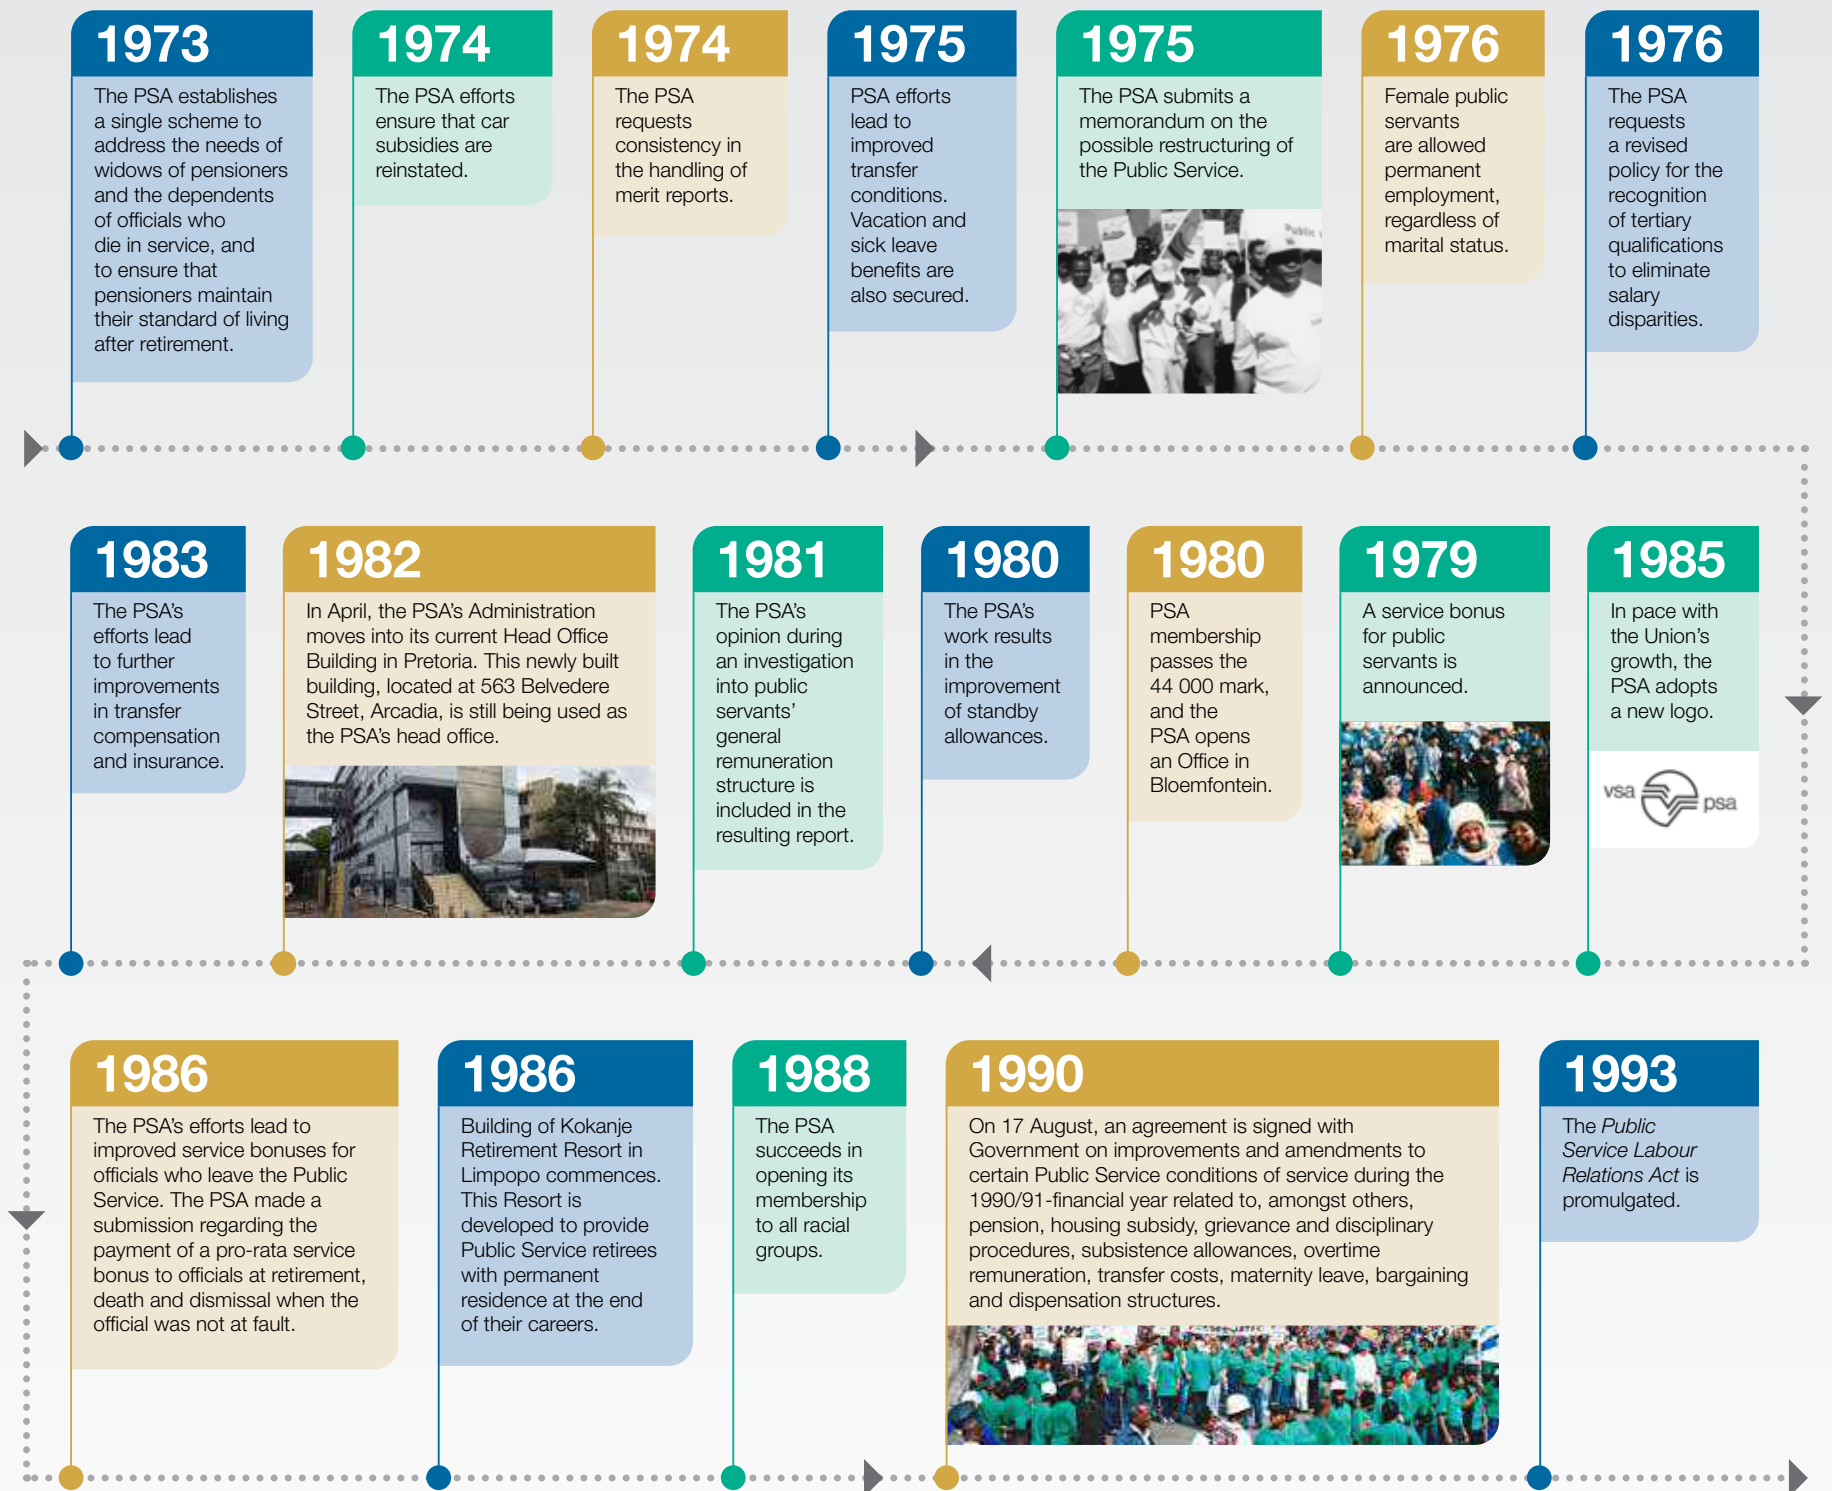 1973
The PSA establishes
a single scheme to
address the needs of
widows of pensioners
and the dependents
of officials who
die in service, and
to ensure that
pensioners maintain
their standard of living
after retirement.
1974
The PSA efforts
ensure that car
subsidies are
reinstated.
1974
The PSA
requests
consistency in
the handling of
merit reports.
1975
PSA efforts
lead to
improved
transfer
conditions.
Vacation and
sick leave
benefits are
also secured.
1975
The PSA submits a
memorandum on the
possible restructuring of
the Public Service.
Public
1976
Female public
servants
are allowed
permanent
employment,
regardless of
marital status.
1976
The PSA
requests
a revised
policy for the
recognition
of tertiary
qualifications
to eliminate
salary
disparities.
1985
In pace with
the Union's
growth, the
PSA adopts
a new logo.
vsa psa
1979
A service bonus
for public
servants is
announced.
1980
PSA
membership
passes the
44 000 mark,
and the
PSA opens
an Office in
Bloemfontein.
1980
The PSA's
work results
in the
improvement
of standby
allowances.
1981
The PSA's
opinion during
an investigation
into public
servants'
general
remuneration
structure is
included in the
resulting report.
1982
In April, the PSA's Administration
moves into its current Head Office
Building in Pretoria. This newly built
building, located at 563 Belvedere
Street, Arcadia, is still being used as
the PSA's head office.
1983
The PSA's
efforts lead
to further
improvements
in transfer
compensation
and insurance.
1986
The PSA's efforts lead to
improved service bonuses for
officials who leave the Public
Service. The PSA made a
submission regarding the
payment of a pro-rata service
bonus to officials at retirement,
death and dismissal when the
official was not at fault.
1986
Building of Kokanje
Retirement Resort in
Limpopo commences.
This Resort is
developed to provide
Public Service retirees
with permanent
residence at the end
of their careers.
1988
The PSA
succeeds in
opening its
membership
to all racial
groups.
1990
On 17 August, an agreement is signed with
Government on improvements and amendments to
certain Public Service conditions of service during the
1990/91-financial year related to, amongst others,
pension, housing subsidy, grievance and disciplinary
procedures, subsistence allowances, overtime
remuneration, transfer costs, maternity leave, bargaining
and dispensation structures.
1993
The Public
Service Labour
Relations Act is
promulgated.